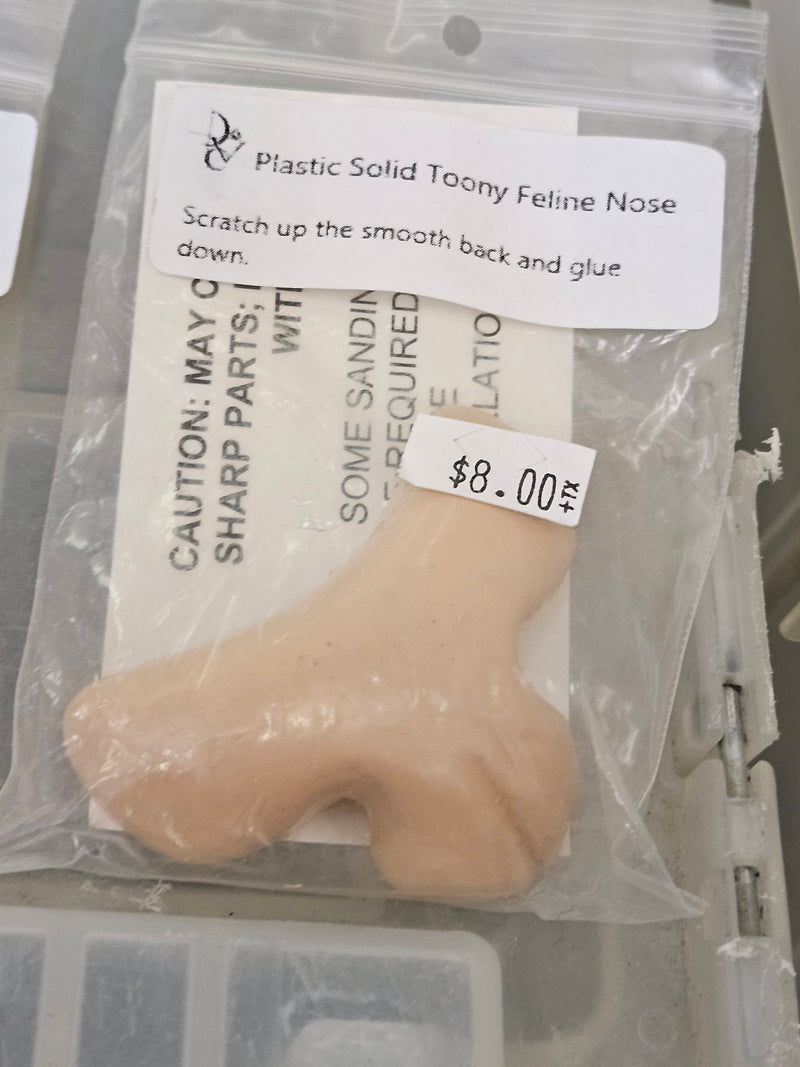 Plastic Solid Toony Feline Nose
Scratch up the smooth back and glue
down.
CAUTION: MAY
SHARP PARTS;
SOME SANDIN
REQUIRED
$8.00+TX